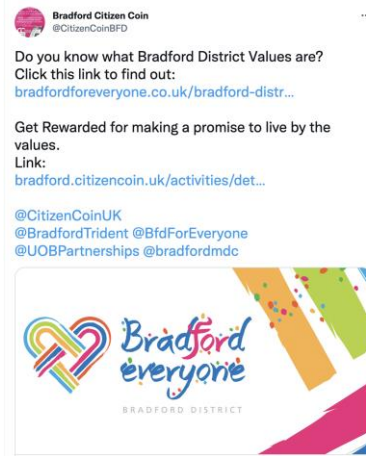 Bradford Citizen Coin
@CitizenCoinBFD
Do you know what Bradford District Values are?
Click this link to find out:
bradfordforeveryone.co.uk/bradford-distr...
Get Rewarded for making a promise to live by the
values.
Link:
bradford.citizencoin.uk/activities/det...
@CitizenCoinUK
@BradfordTrident @BfdForEveryone
@UOBPartnerships @bradfordmdc
Bradford
everyone
BRADFORD DISTRICT